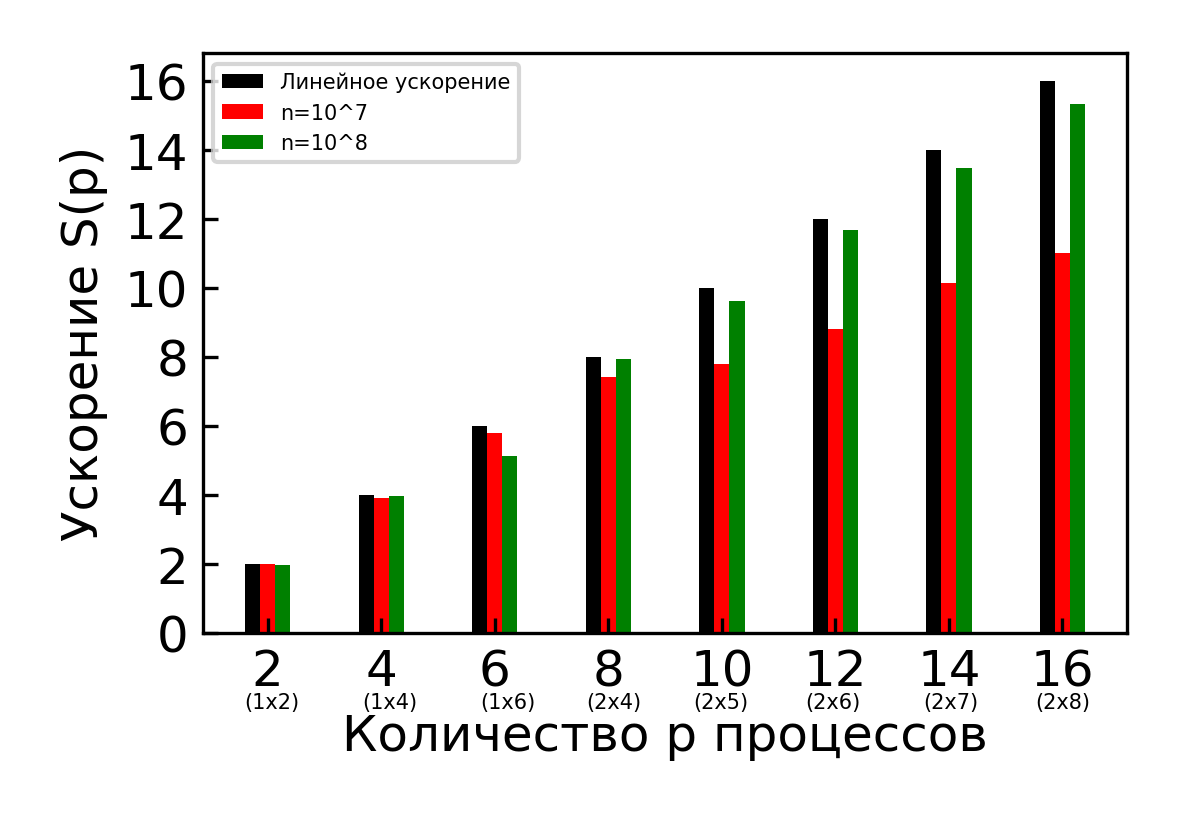 Линейное ускорение
n=10^7
n=10^8
Ускорение S(p)
16
14
12
10
8
6
4
2
0
2 4 6 8 10 12 14 16
(1x2) (1x4) (1x6) (2x4) (2x5) (2x6) (2x7) (2x8)
Количество p процессов